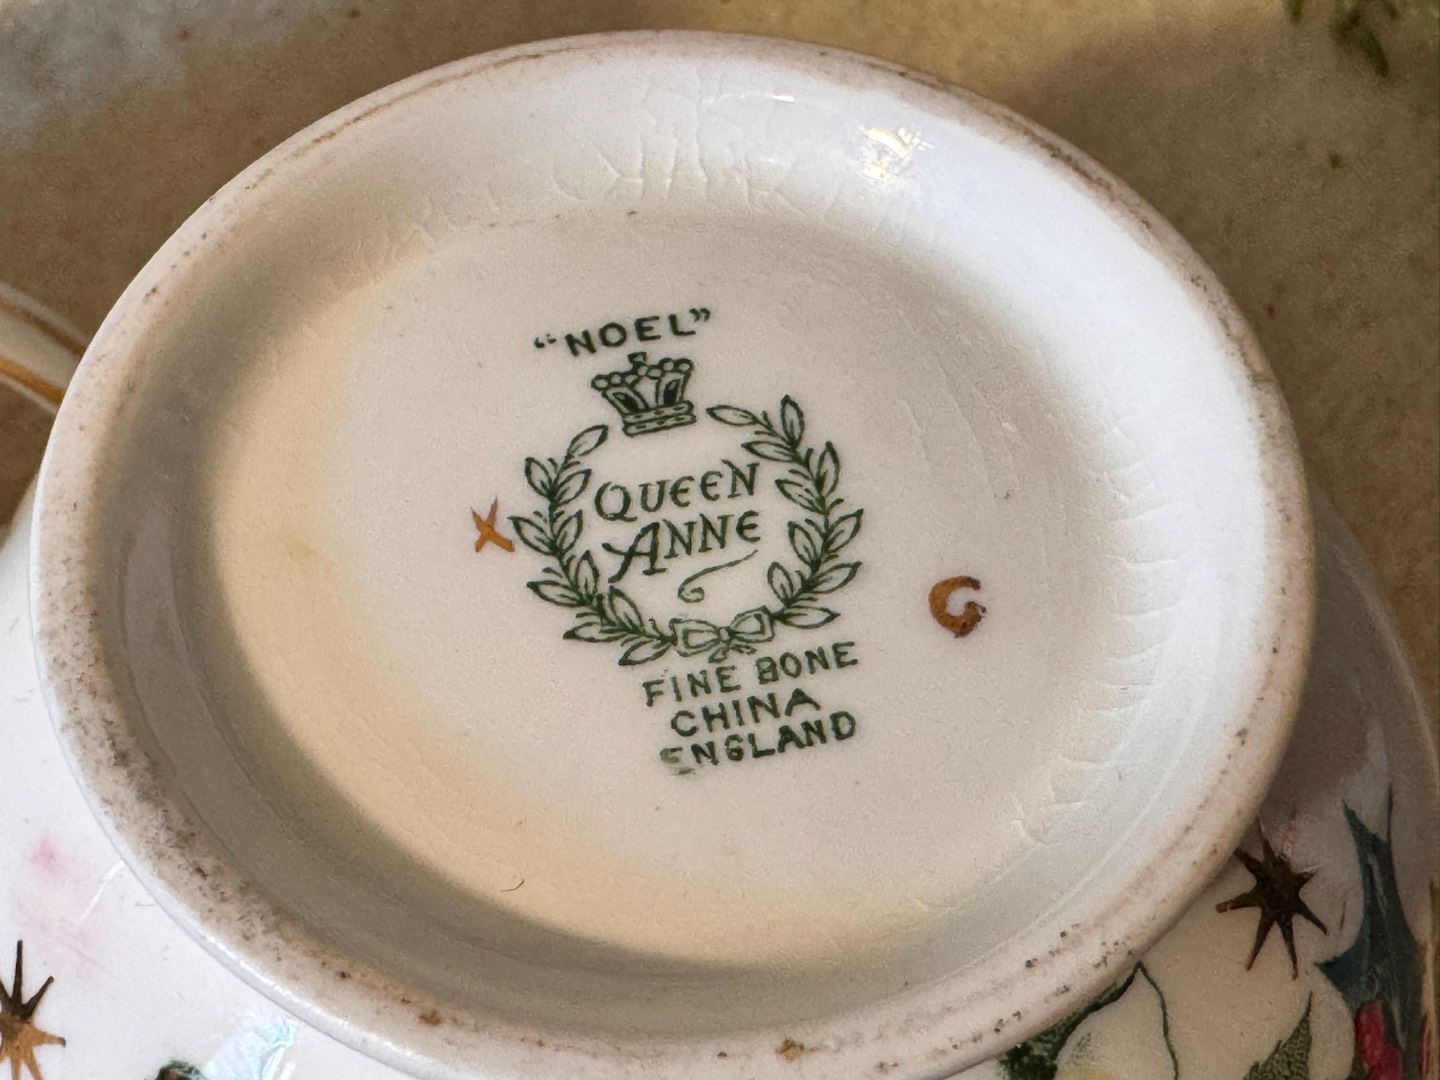 “NOEL”
QUEEN
ANNE
X
G
FINE BONE
CHINA
ENGLAND